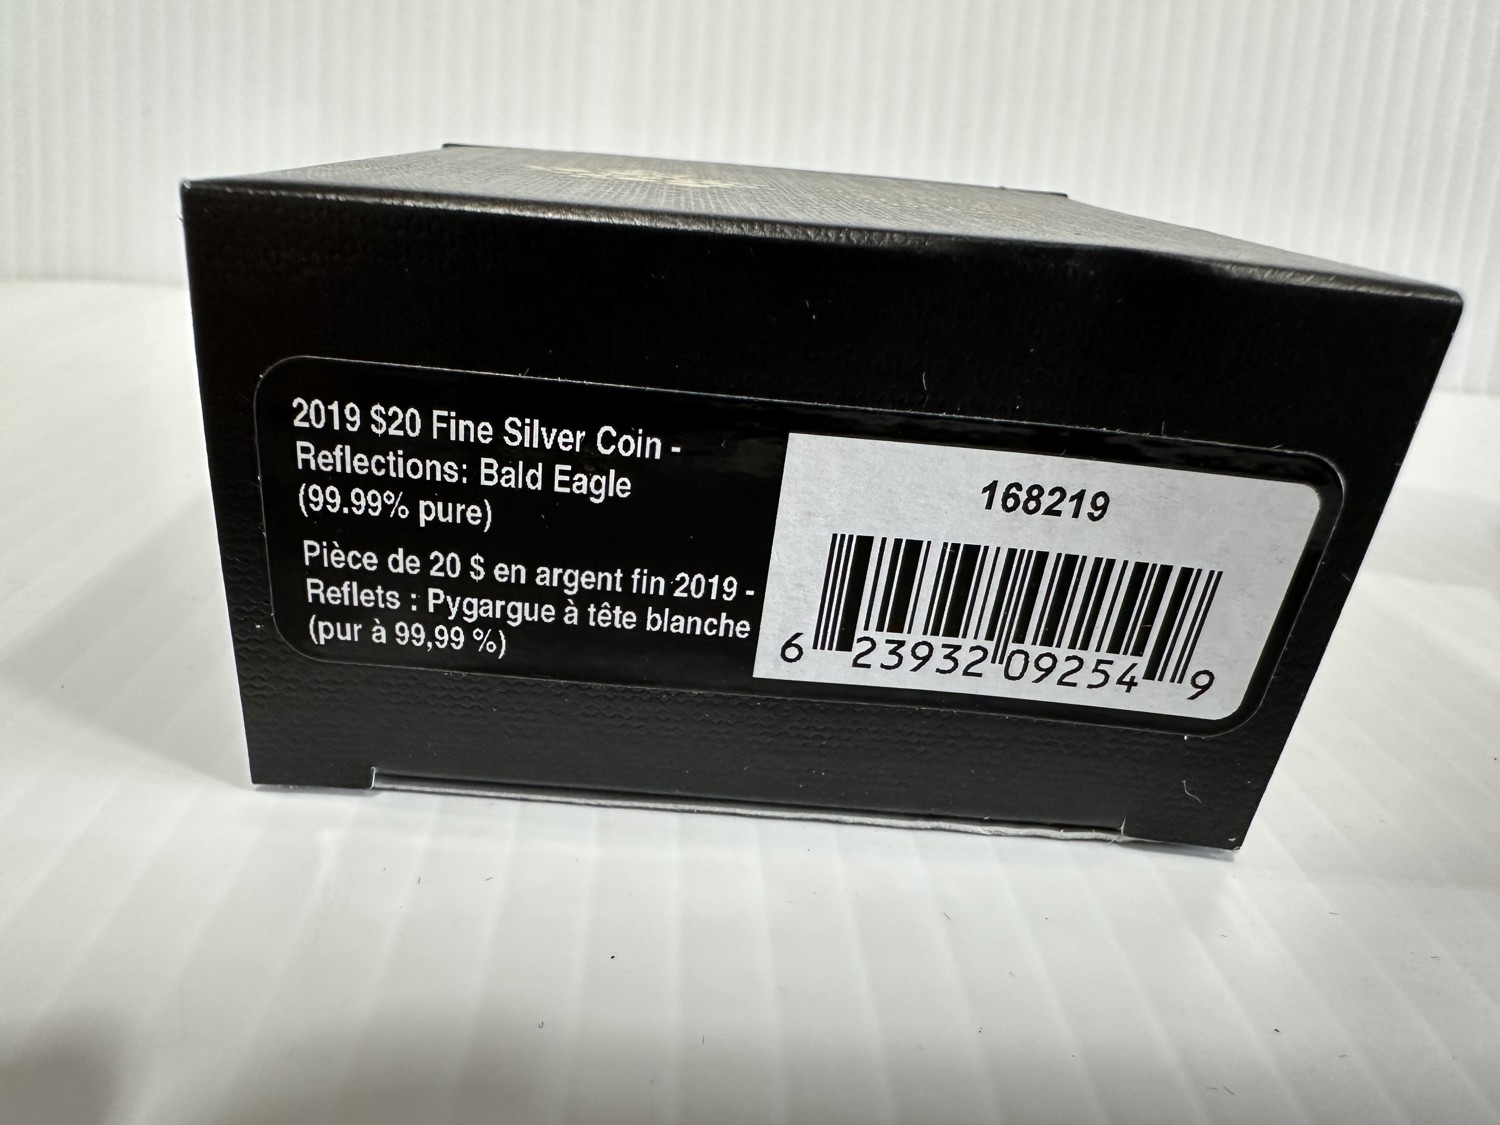 2019 $20 Fine Silver Coin -
Reflections: Bald Eagle
(99.99% pure)
Pièce de 20 $ en argent fin 2019 -
Reflets : Pygargue à tête blanche
(pur à 99,99 %)
168219
6 23932 09254 9